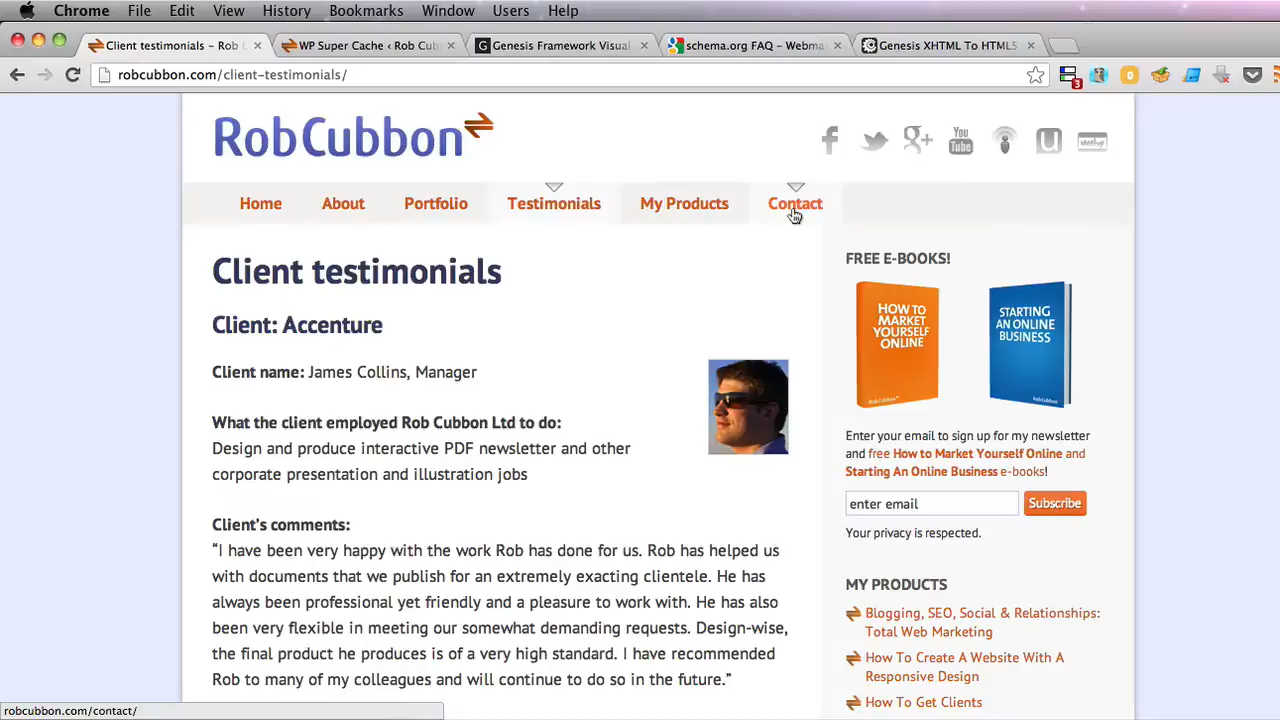 Chrome File Edit View History Bookmarks Window Users Help
Client testimonials – Rob C
WP Super Cache ‹ Rob Cub
Genesis Framework Visual
schema.org FAQ – Webma
Genesis XHTML To HTML5
robcubbon.com/client-testimonials/
3
RobCubbon
You Tube
meetup
Home About Portfolio Testimonials My Products Contact
Client testimonials
Client: Accenture
Client name: James Collins, Manager
What the client employed Rob Cubbon Ltd to do:
Design and produce interactive PDF newsletter and other
corporate presentation and illustration jobs
Client's comments:
“I have been very happy with the work Rob has done for us. Rob has helped us
with documents that we publish for an extremely exacting clientele. He has
always been professional yet friendly and a pleasure to work with. He has also
been very flexible in meeting our somewhat demanding requests. Design-wise,
the final product he produces is of a very high standard. I have recommended
Rob to many of my colleagues and will continue to do so in the future.”
FREE E-BOOKS!
HOW TO
MARKET
YOURSELF
ONLINE
RobCubbon
STARTING
AN ONLINE
BUSINESS
RobCubbon
Enter your email to sign up for my newsletter
and free How to Market Yourself Online and
Starting An Online Business e-books!
enter email
Subscribe
Your privacy is respected.
MY PRODUCTS
Blogging, SEO, Social & Relationships:
Total Web Marketing
How To Create A Website With A
Responsive Design
How To Get Clients
robcubbon.com/contact/